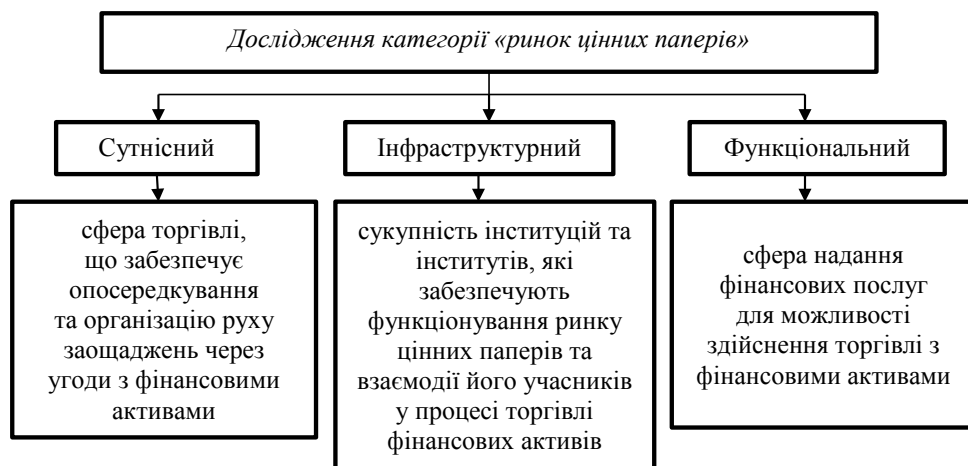 Дослідження категорії «ринок цінних паперів»
Сутнісний
Інфраструктурний
Функціональний
сфера торгівлі,
що забезпечує
опосередкування
та організацію руху
заощаджень через
угоди з фінансовими
активами
сукупність інституцій та
інститутів, які
забезпечують
функціонування ринку
цінних паперів та
взаємодії його учасників
у процесі торгівлі
фінансових активів
сфера надання
фінансових послуг
для можливості
здійснення торгівлі з
фінансовими активами